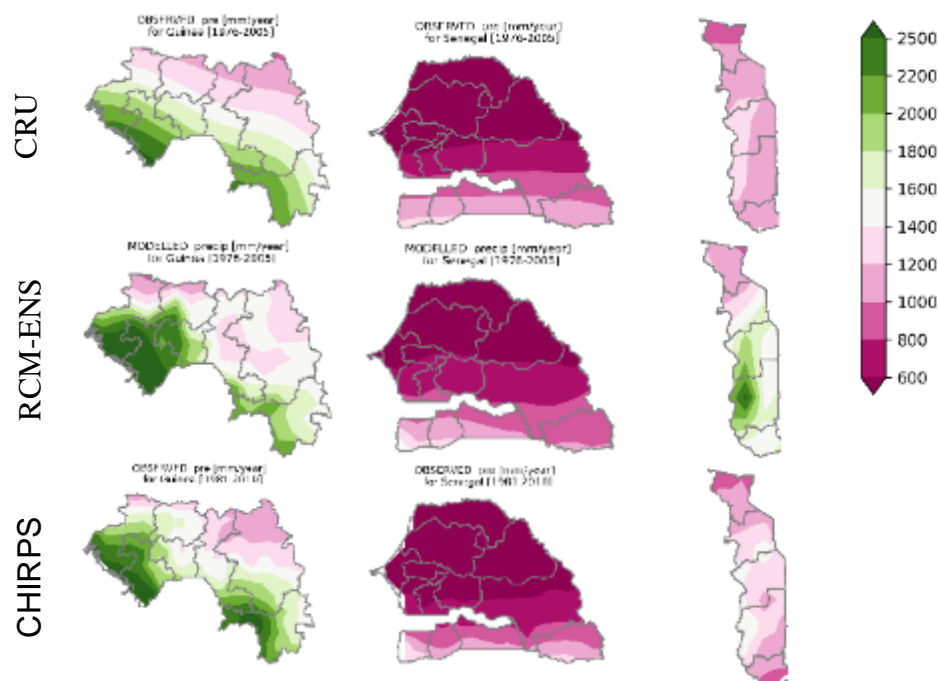 OBSERVED pre [mm/year]
for Guinea [1976-2005]
OBSERVED pre [mm/year]
for Senegal [1976-2005]
CRU
MODELLED precip [mm/year]
for Guinea [1976-2005]
MODELLED precip [mm/year]
for Senegal [1976-2005]
RCM-ENS
OBSERVED pre [mm/year]
for Guinea [1981-2010]
OBSERVED pre [mm/year]
for Senegal [1981-2010]
CHIRPS
2500
2200
2000
1800
1600
1400
1200
1000
800
600